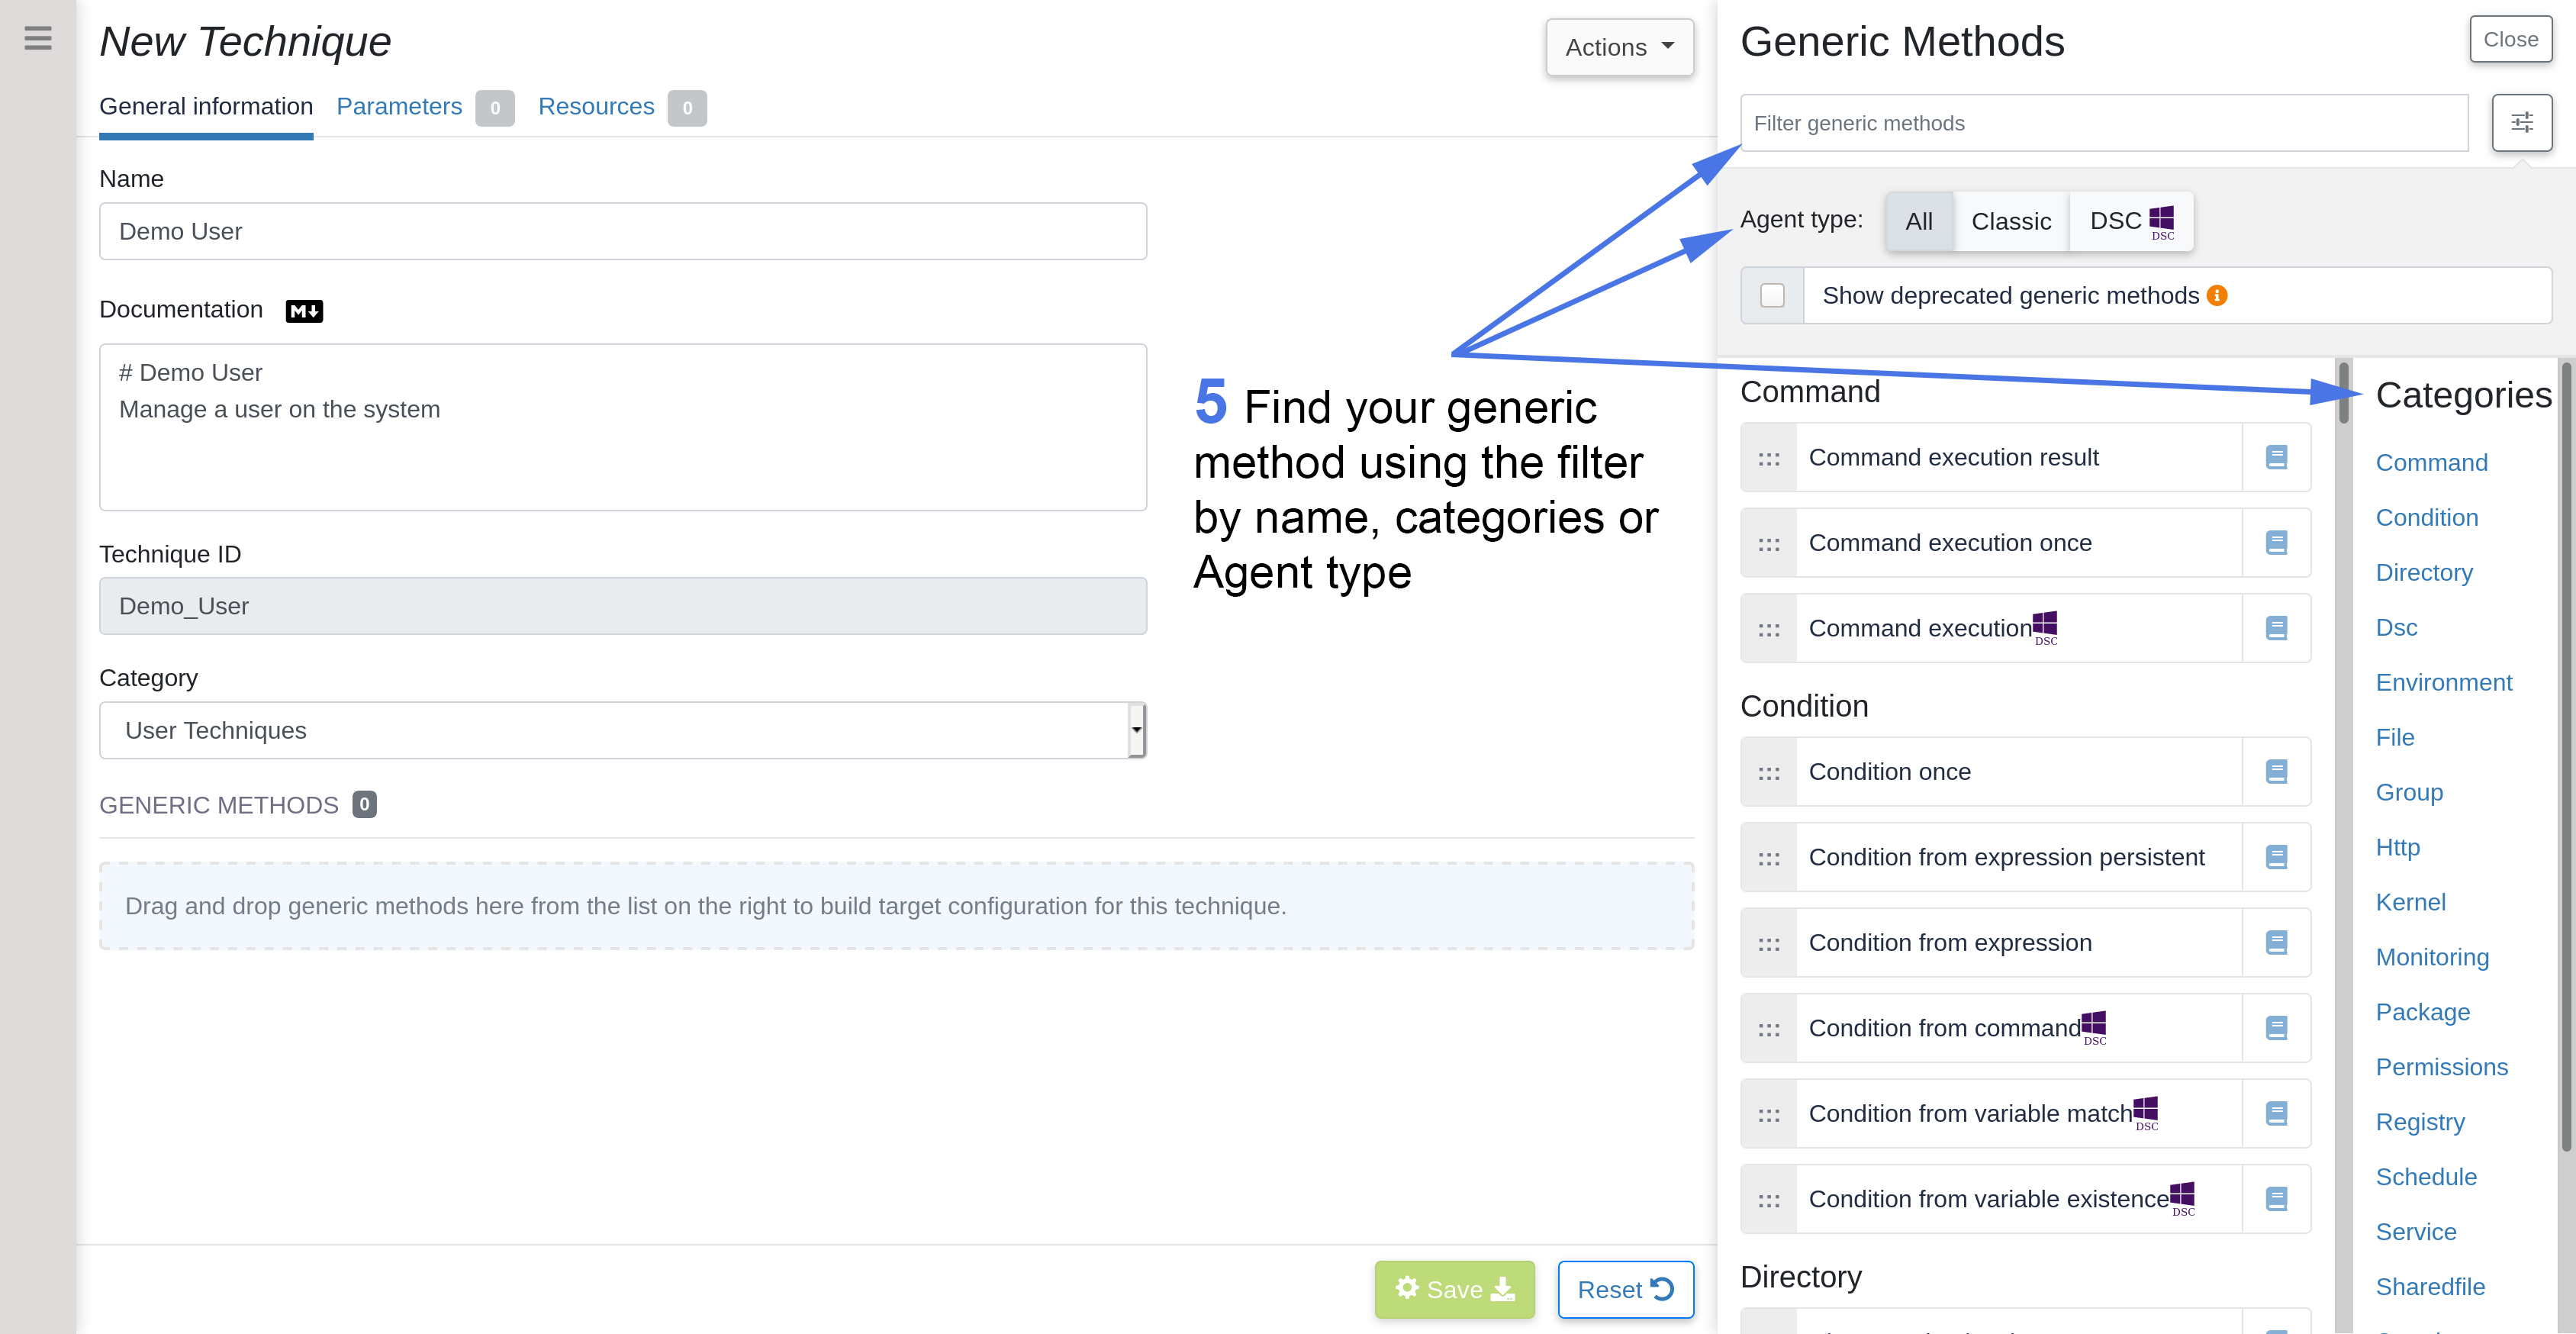 New Technique
Actions
General information
Parameters 0
Resources 0
Name
Demo User
Documentation M
# Demo User
Manage a user on the system
Technique ID
Demo_User
Category
User Techniques
GENERIC METHODS 0
Drag and drop generic methods here from the list on the right to build target configuration for this technique.
Save
Reset
5 Find your generic
method using the filter
by name, categories or
Agent type
Generic Methods
Close
Filter generic methods
Agent type:
All
Classic
DSC DSC
Show deprecated generic methods
Command
Command execution result
Command execution once
Command execution DSC
Condition
Condition once
Condition from expression persistent
Condition from expression
Condition from command DSC
Condition from variable match DSC
Condition from variable existence DSC
Directory
Categories
Command
Condition
Directory
Dsc
Environment
File
Group
Http
Kernel
Monitoring
Package
Permissions
Registry
Schedule
Service
Sharedfile